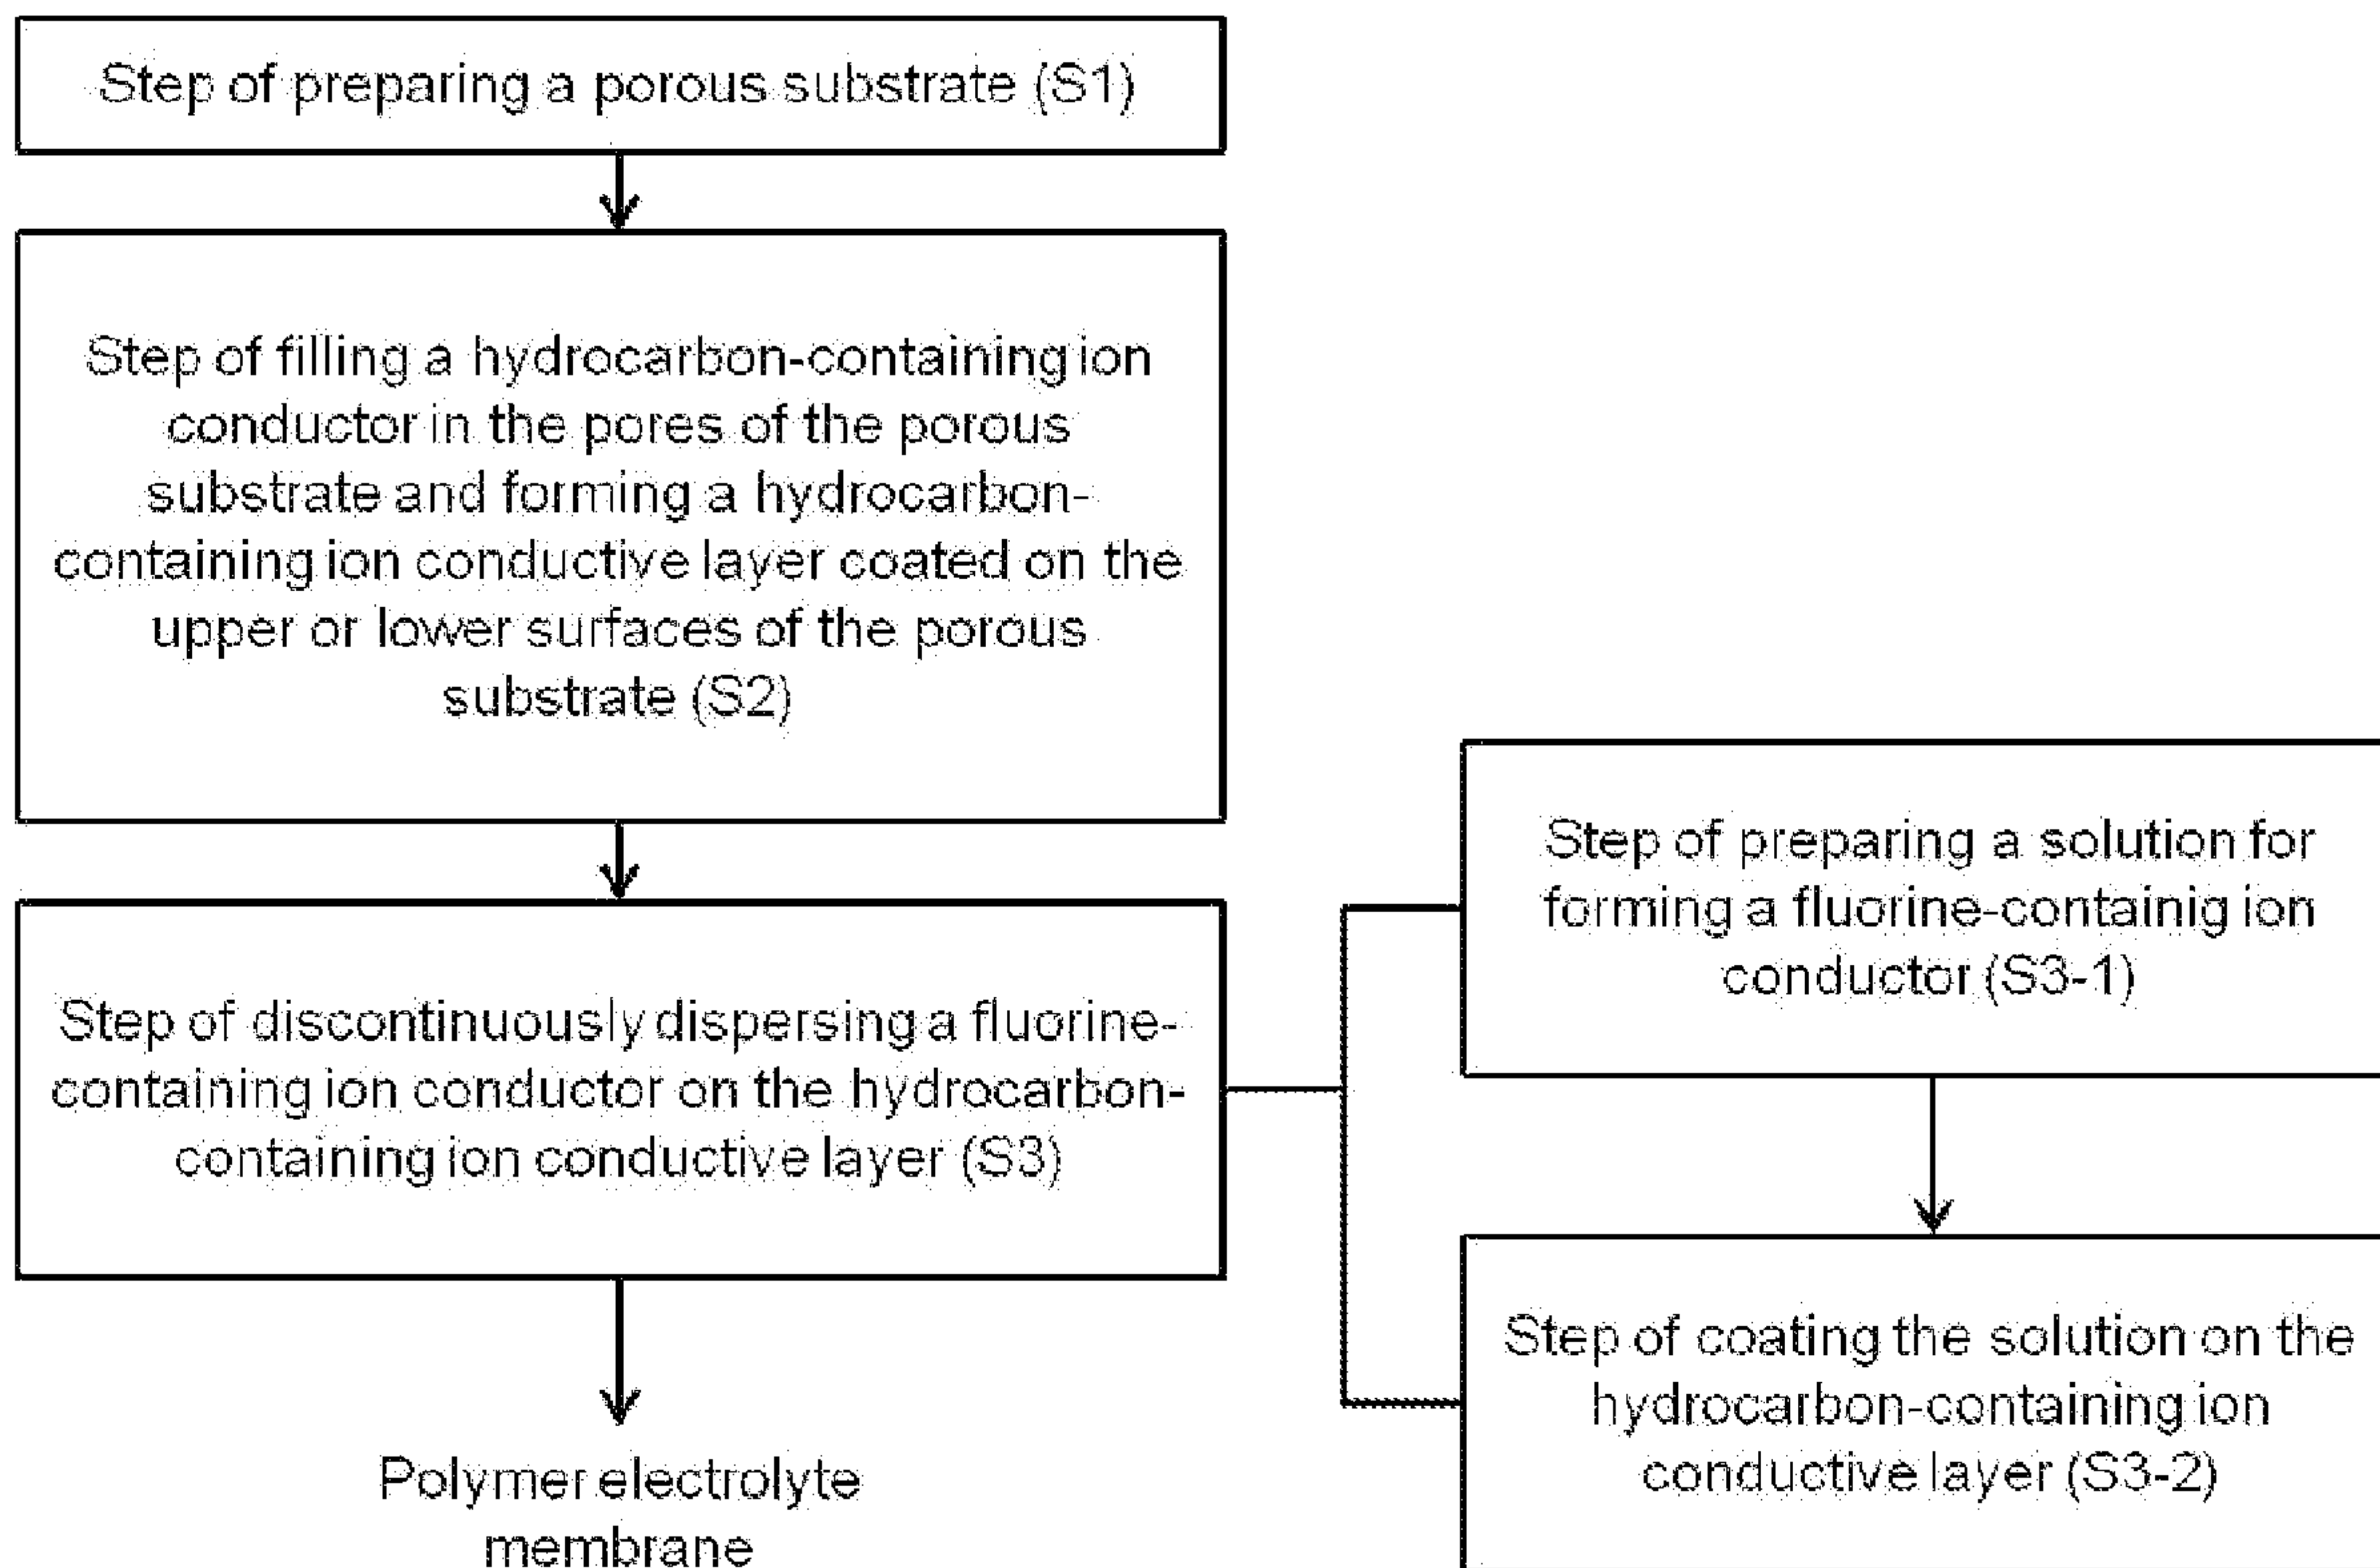 Step of preparing a porous substrate (S1)
Step of filling a hydrocarbon-containing ion
conductor in the pores of the porous
substrate and forming a hydrocarbon-
containing ion conductive layer coated on the
upper or lower surfaces of the porous
substrate (S2)
Step of discontinuously dispersing a fluorine-
containing ion conductor on the hydrocarbon-
containing ion conductive layer (S3)
Polymer electrolyte
membrane
Step of preparing a solution for
forming a fluorine-containig ion
conductor (S3-1)
Step of coating the solution on the
hydrocarbon-containing ion
conductive layer (S3-2)